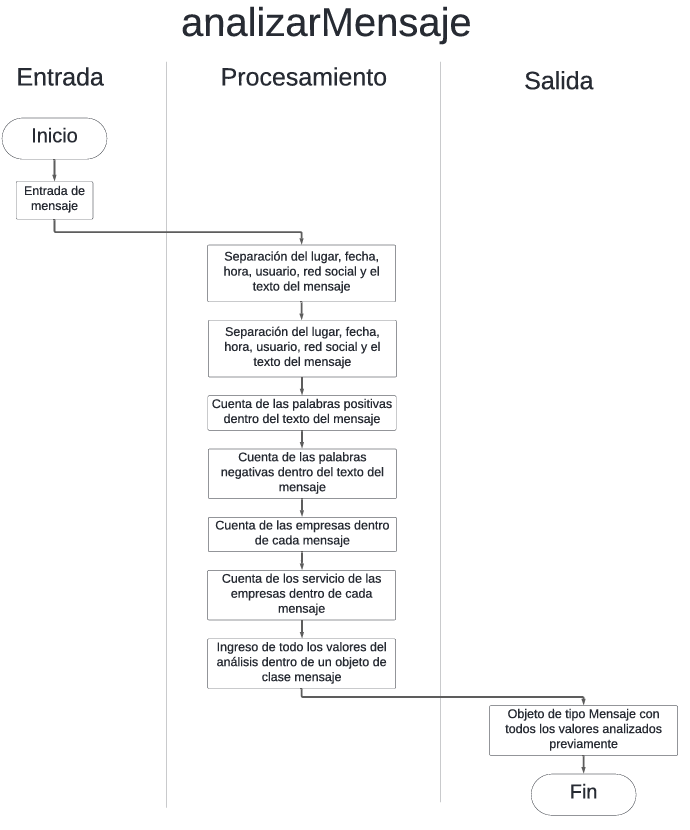 analizarMensaje
Entrada
Procesamiento
Salida
Inicio
Entrada de
mensaje
Separación del lugar, fecha,
hora, usuario, red social y el
texto del mensaje
Separación del lugar, fecha,
hora, usuario, red social y el
texto del mensaje
Cuenta de las palabras positivas
dentro del texto del mensaje
Cuenta de las palabras
negativas dentro del texto del
mensaje
Cuenta de las empresas dentro
de cada mensaje
Cuenta de los servicio de las
empresas dentro de cada
mensaje
Ingreso de todo los valores del
análisis dentro de un objeto de
clase mensaje
Objeto de tipo Mensaje con
todos los valores analizados
previamente
Fin